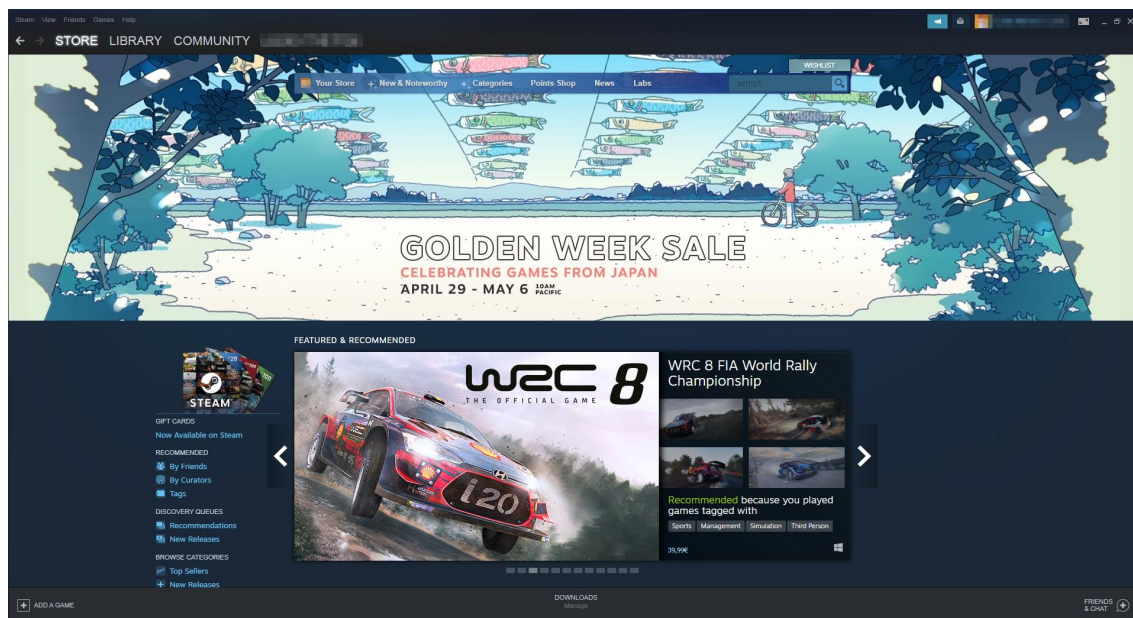 Steam View Friends Games Help
STORE LIBRARY COMMUNITY
WISHLIST
Your Store New & Noteworthy Categories Points Shop News Labs search
GOLDEN WEEK SALE
CELEBRATING GAMES FROM JAPAN
APRIL 29 - MAY 6 10AM PACIFIC
FEATURED & RECOMMENDED
STEAM
GIFT CARDS
Now Available on Steam
RECOMMENDED
By Friends
By Curators
Tags
DISCOVERY QUEUES
Recommendations
New Releases
BROWSE CATEGORIES
Top Sellers
New Releases
WRC 8
THE OFFICIAL GAME
i20
WRC 8 FIA World Rally
Championship
Recommended because you played
games tagged with
Sports Management Simulation Third Person
39,99€
ADD A GAME
DOWNLOADS
Manage
FRIENDS
& CHAT